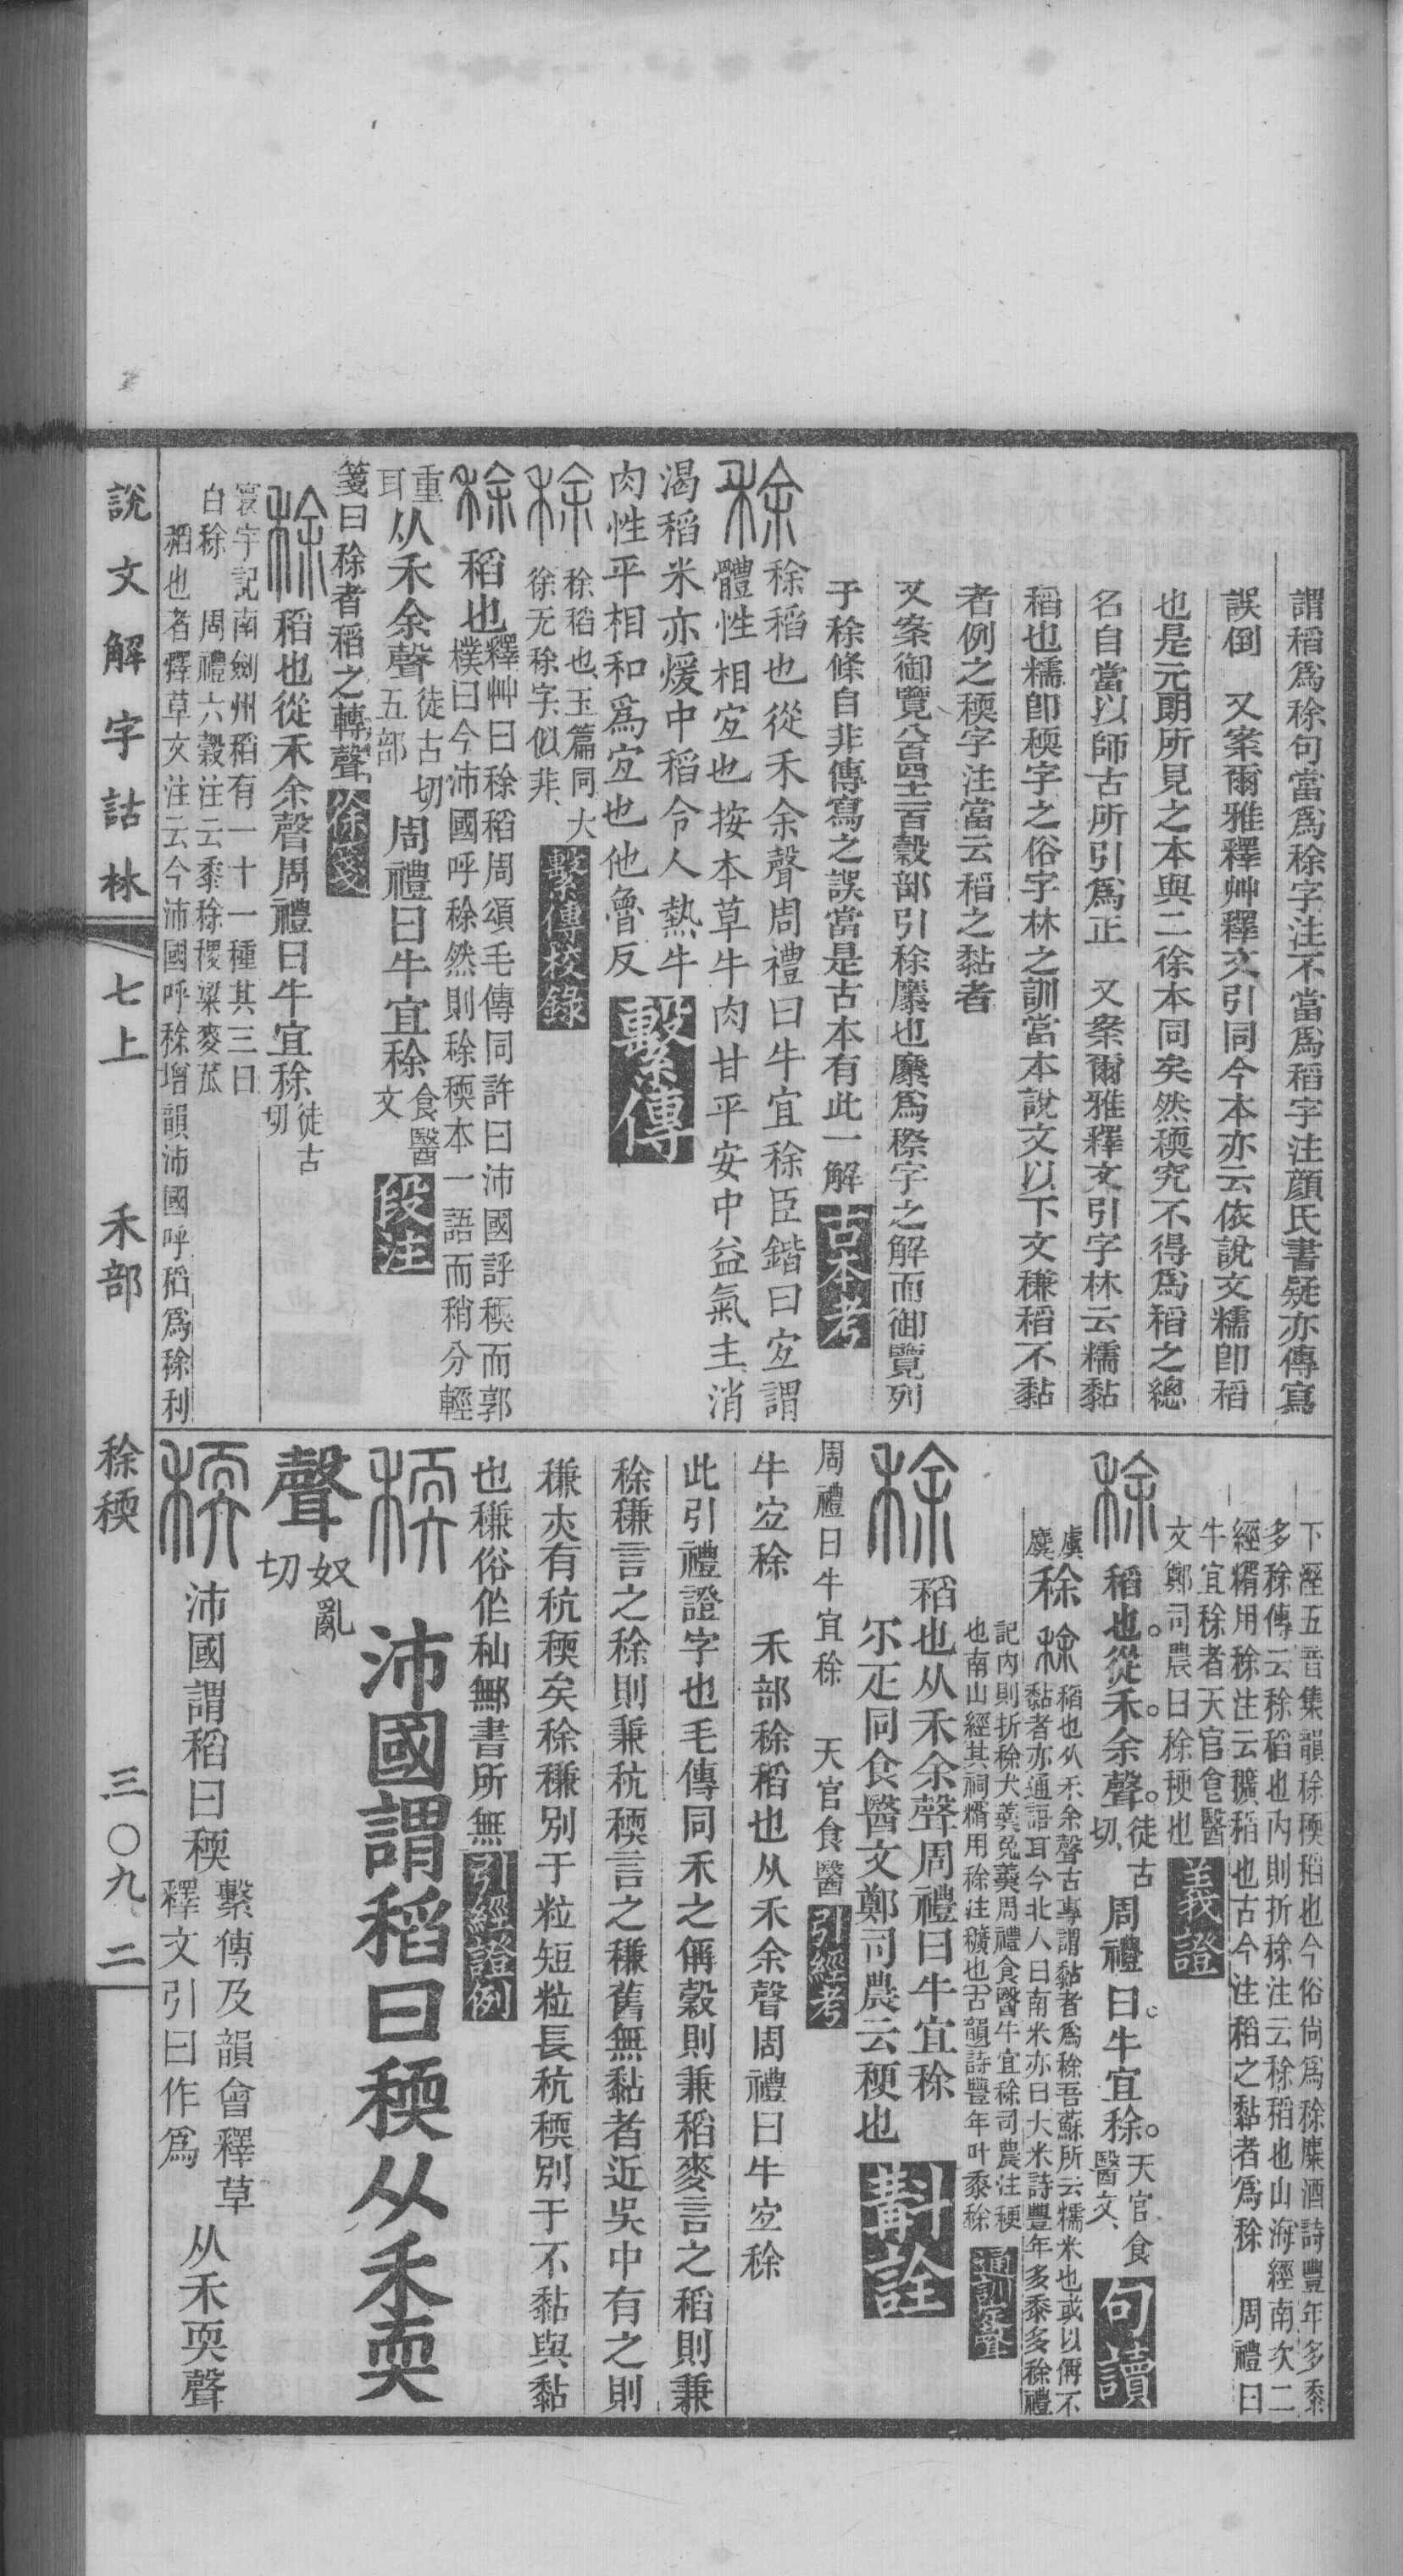 謂稻爲稌句當爲稌字注不當爲稻字注顔氏書疑亦傳寫
誤倒　又案爾雅釋艸釋文引同今本亦云依說文糯卽稻
也是元朗所見之本與二徐本同矣然稬究不得爲稻之總
名自當以師古所引爲正　又案爾雅釋文引字林云糯黏
稻也糯卽稬字之俗字林之訓當本說文以下文稴稻不黏
者例之稬字注當云稻之黏者
又案御覽八百四十二百穀部引稌穈也穈爲穄字之解而御覽列
于稌條自非傳寫之誤當是古本有此一解　古本考
稌　稌稻也從禾余聲周禮曰牛宜稌臣鍇曰宐謂
體性相宐也按本草牛肉甘平安中益氣主消
渴稻米亦煖中稻令人熱牛
肉性平相和爲宐也他魯反　繫傳
稌　稌稻也玉篇同大
徐无稌字似非　繫傳校錄
稌　稻也　釋艸曰稌稻周頌毛傳同許曰沛國評稬而郭
樸曰今沛國呼稌然則稌稬本一語而稍分輕
重
耳　从禾余聲　徒古切
五部　周禮曰牛宜稌　食醫
文　段注
箋曰稌者稻之轉聲　徐箋
稌　稻也從禾余聲周禮曰牛宜稌　徒古
切
寰宇記南劍州稻有一十一種其三曰
白稌　周禮六穀注云黍稌稷粱麥苽
稻也者釋草文注云今沛國呼稌增韻沛國呼稻爲稌利
下溼五音集韻稌稬稻也今俗尙爲稌穈酒詩豐年多黍
多稌傳云稌稻也內則折稌注云稌稻也山海經南次二
經糈用稌注云穬稻也古今注稻之黏者爲稌　周禮曰
牛宜稌者天官食醫
文鄭司農曰稌稉也　義證
稌　稻也從禾余聲　徒古
切　周禮曰牛宜稌　天官食
醫文　句讀
虞
麌　稌　稌　稻也从禾余聲古專謂黏者爲稌吾蘇所云糯米也或以偁不
黏者亦通語耳今北人曰南米亦曰大米詩豐年多黍多稌禮
記內則折稌犬羹兔羹周禮食醫牛宜稌司農注稉
也南山經其祠糈用稌注穬也古韻詩豐年叶黍稌　通訓定聲
稌　稻也从禾余聲周禮曰牛宜稌
尓疋同食醫文鄭司農云稉也　斠詮
周禮曰牛宜稌　天官食醫　引經考
牛宐稌　禾部稌稻也从禾余聲周禮曰牛宐稌
此引禮證字也毛傳同禾之偁穀則兼稻麥言之稻則兼
稌稴言之稌則兼秔稬言之稴舊無黏者近吳中有之則
稴夾有秔稬矣稌稴別于粒短粒長秔稬別于不黏與黏
也稴俗作秈鄦書所無　引經證例
稬　沛國謂稻曰稬从禾耎
聲　奴亂
切
稬　沛國謂稻曰稬　繫傳及韻會釋草
釋文引曰作爲　从禾耎聲
說文解字詁林　七上　禾部　稌稬　三〇九二